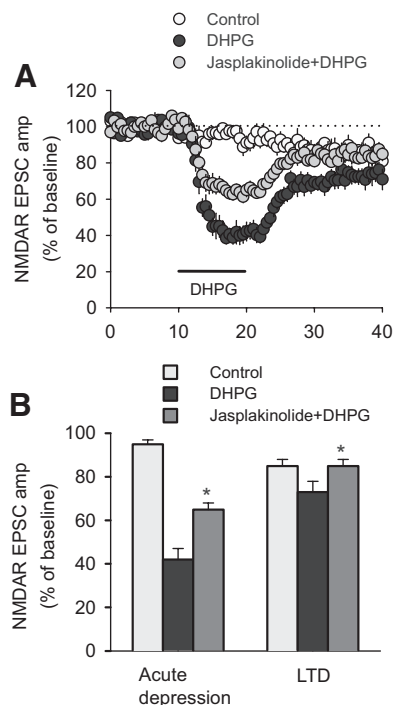 Control
DHPG
Jasplakinolide+DHPG
A
NMDAR EPSC amp
(% of baseline)
120
100
80
60
40
20
0
DHPG
0
10
20
30
40
Control
DHPG
Jasplakinolide+DHPG
B
NMDAR EPSC amp
(% of baseline)
100
80
60
40
20
0
*
*
Acute
depression
LTD